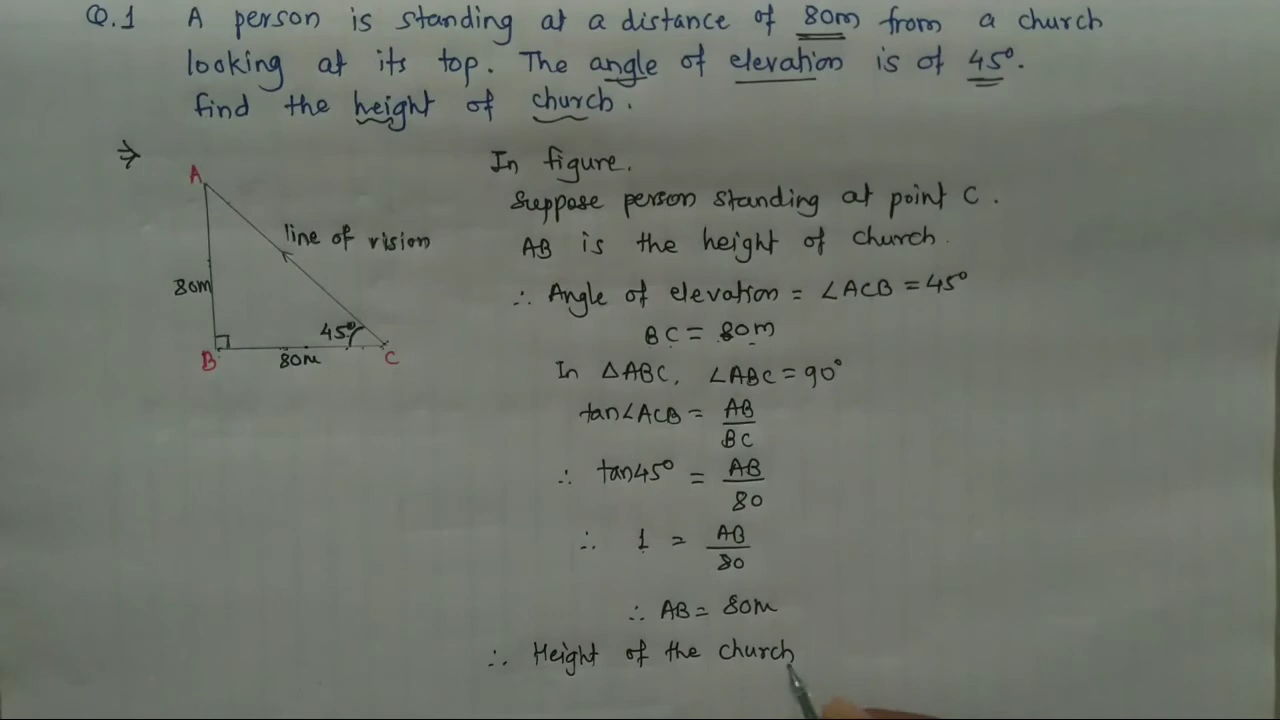 Q.1 A person is standing at a distance of 80m from a church
looking at its top. The angle of elevation is of 45°.
find the height of church.
⇒
A
line of vision
80m
45°
B
80m
C
In figure.
Suppose person standing at point C.
AB is the height of church.
∴ Angle of elevation = ∠ACB = 45°
BC = 80m
In △ABC, ∠ABC = 90°
tan∠ACB = AB/BC
∴ tan45° = AB/80
∴ 1 = AB/80
∴ AB = 80m
∴ Height of the church